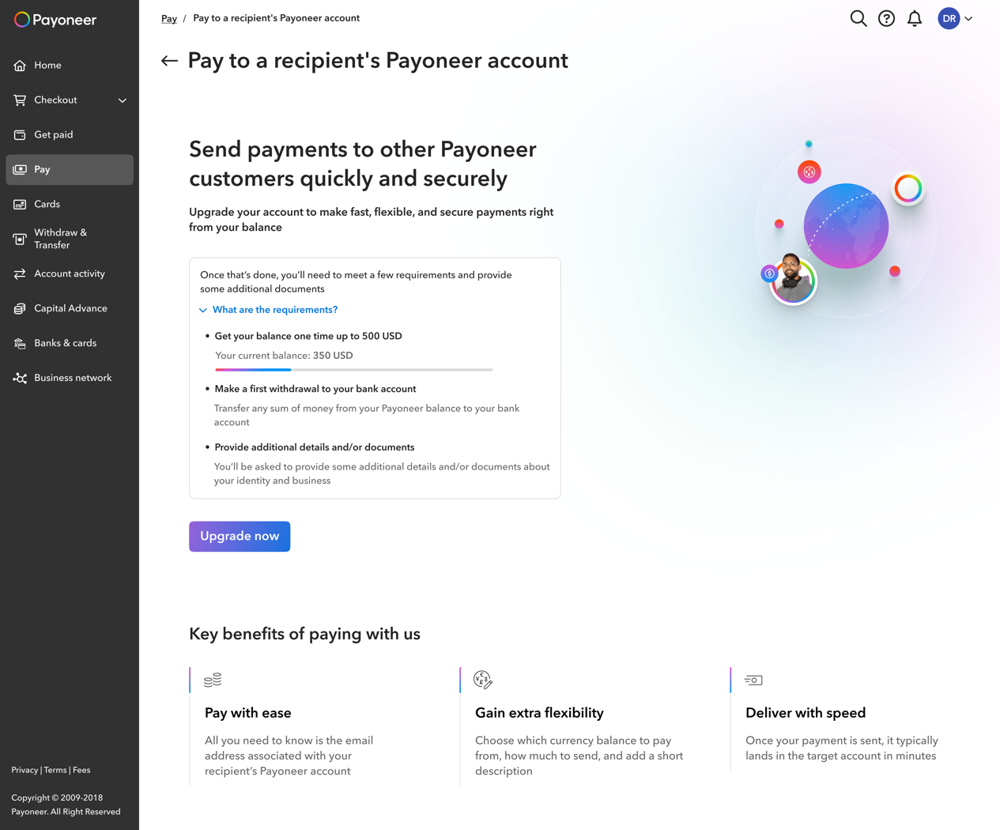 Payoneer
Home
Checkout
Get paid
Pay
Cards
Withdraw &
Transfer
Account activity
Capital Advance
Banks & cards
Business network
Privacy | Terms | Fees
Copyright © 2009-2018
Payoneer. All Right Reserved
Pay / Pay to a recipient's Payoneer account
DR
Pay to a recipient's Payoneer account
Send payments to other Payoneer
customers quickly and securely
Upgrade your account to make fast, flexible, and secure payments right
from your balance
Once that’s done, you’ll need to meet a few requirements and provide
some additional documents
What are the requirements?
• Get your balance one time up to 500 USD
Your current balance: 350 USD
• Make a first withdrawal to your bank account
Transfer any sum of money from your Payoneer balance to your bank
account
• Provide additional details and/or documents
You’ll be asked to provide some additional details and/or documents about
your identity and business
Upgrade now
Key benefits of paying with us
Pay with ease
All you need to know is the email
address associated with your
recipient’s Payoneer account
Gain extra flexibility
Choose which currency balance to pay
from, how much to send, and add a short
description
Deliver with speed
Once your payment is sent, it typically
lands in the target account in minutes